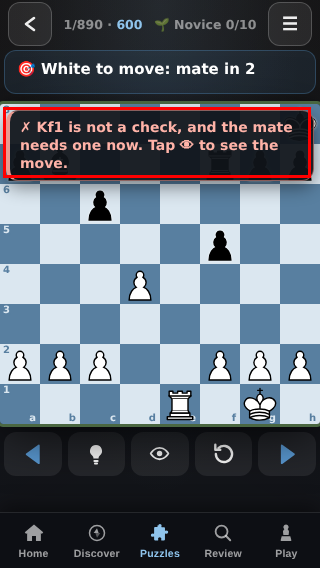 1/890 · 600 🌱 Novice 0/10
🎯 White to move: mate in 2
✗ Kf1 is not a check, and the mate
needs one now. Tap 👁 to see the
move.
6
5
4
3
2
1
a b c d f g h
Home Discover Puzzles Review Play